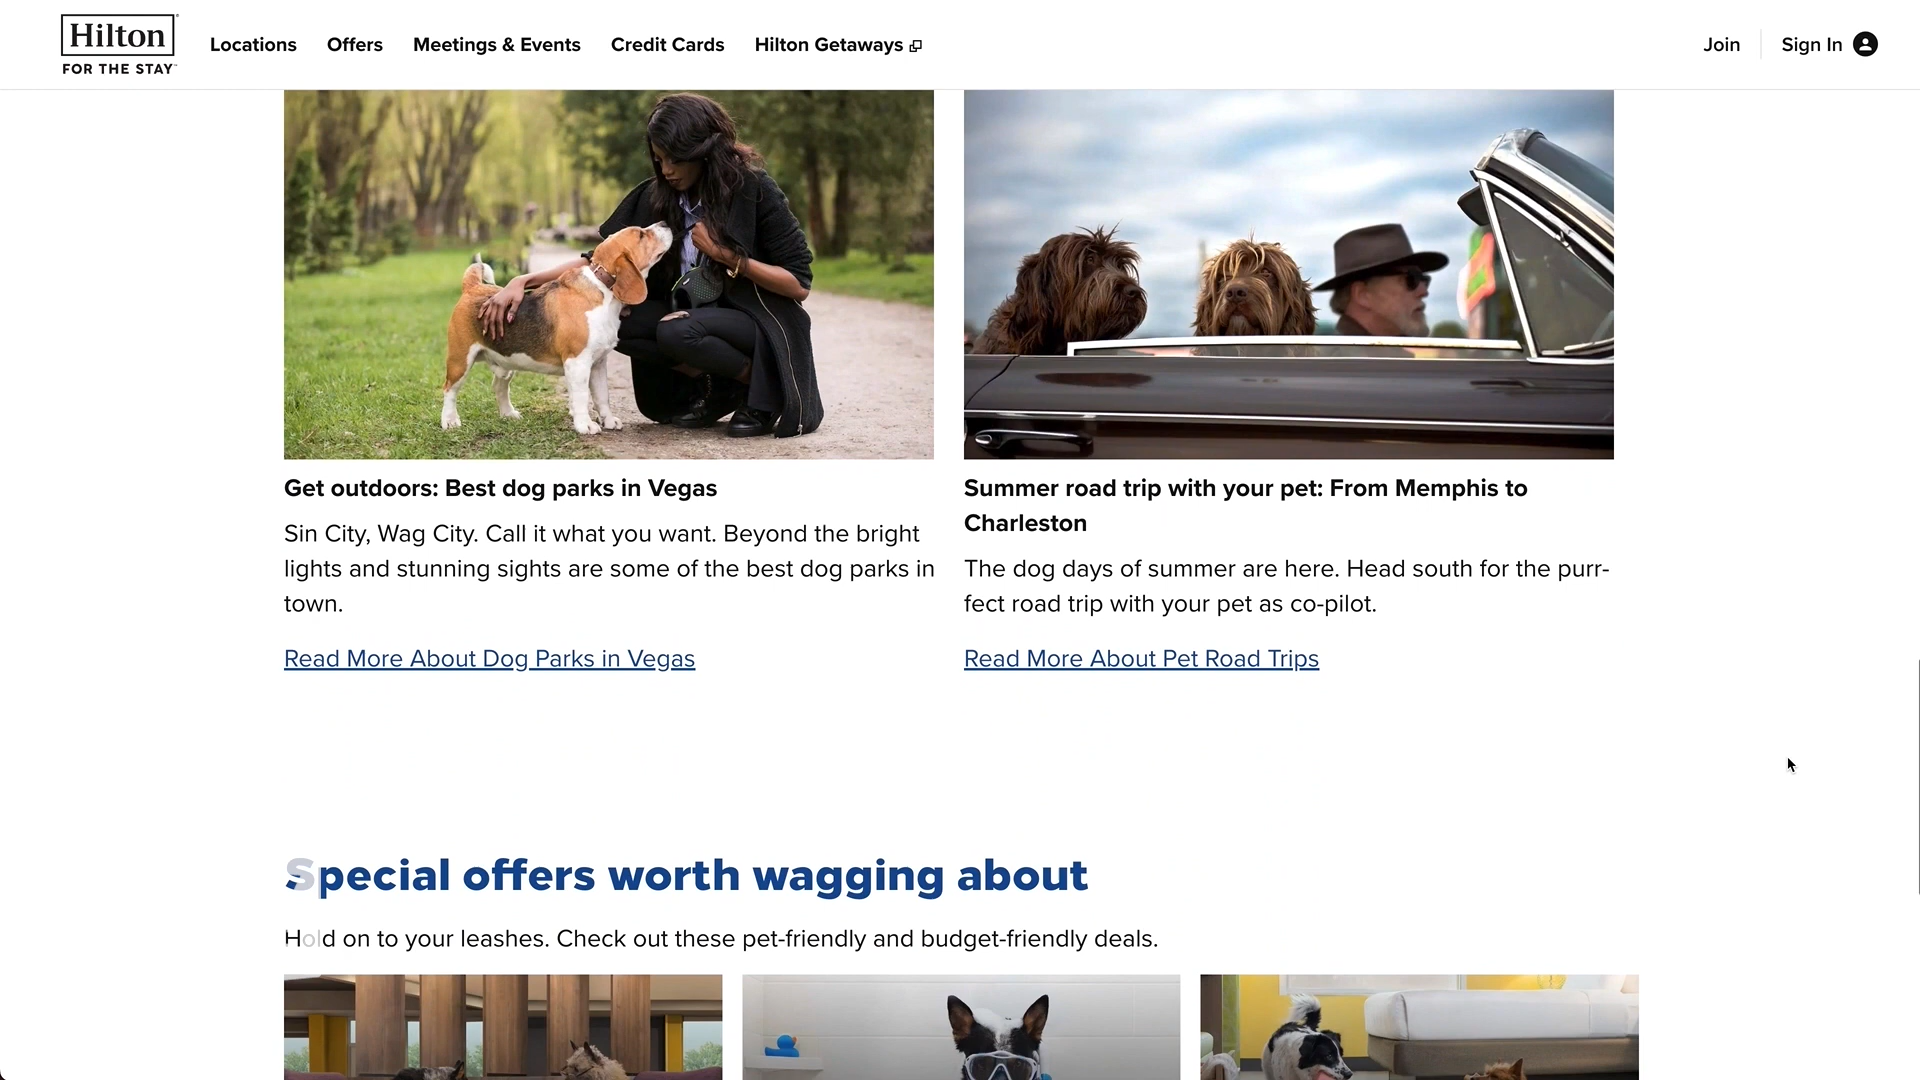 Hilton
FOR THE STAY
Locations
Offers
Meetings & Events
Credit Cards
Hilton Getaways
Join
Sign In
Get outdoors: Best dog parks in Vegas
Sin City, Wag City. Call it what you want. Beyond the bright
lights and stunning sights are some of the best dog parks in
town.
Read More About Dog Parks in Vegas
Summer road trip with your pet: From Memphis to
Charleston
The dog days of summer are here. Head south for the purr-
fect road trip with your pet as co-pilot.
Read More About Pet Road Trips
Special offers worth wagging about
Hold on to your leashes. Check out these pet-friendly and budget-friendly deals.